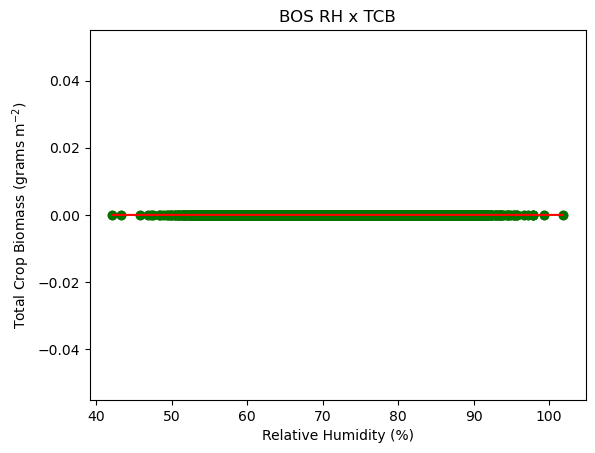 BOS RH x TCB
0.04
0.02
0.00
−0.02
−0.04
Total Crop Biomass (grams m⁻²)
40 50 60 70 80 90 100
Relative Humidity (%)